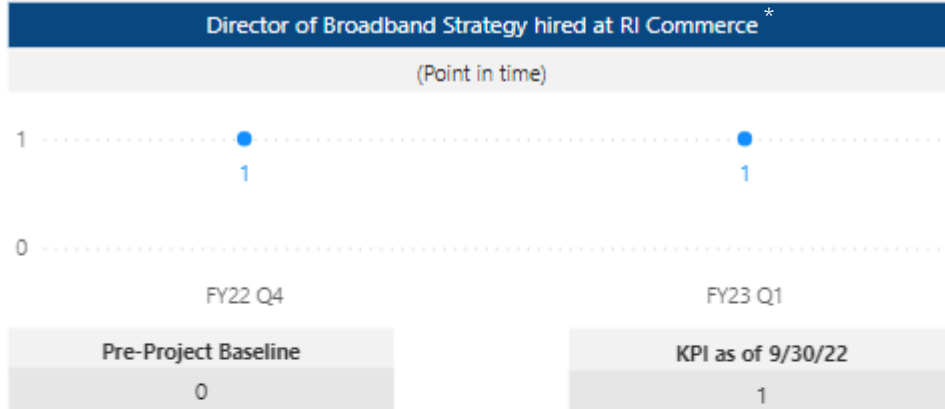 Director of Broadband Strategy hired at RI Commerce *
(Point in time)
1
1 1
0
FY22 Q4 FY23 Q1
Pre-Project Baseline KPI as of 9/30/22
0 1